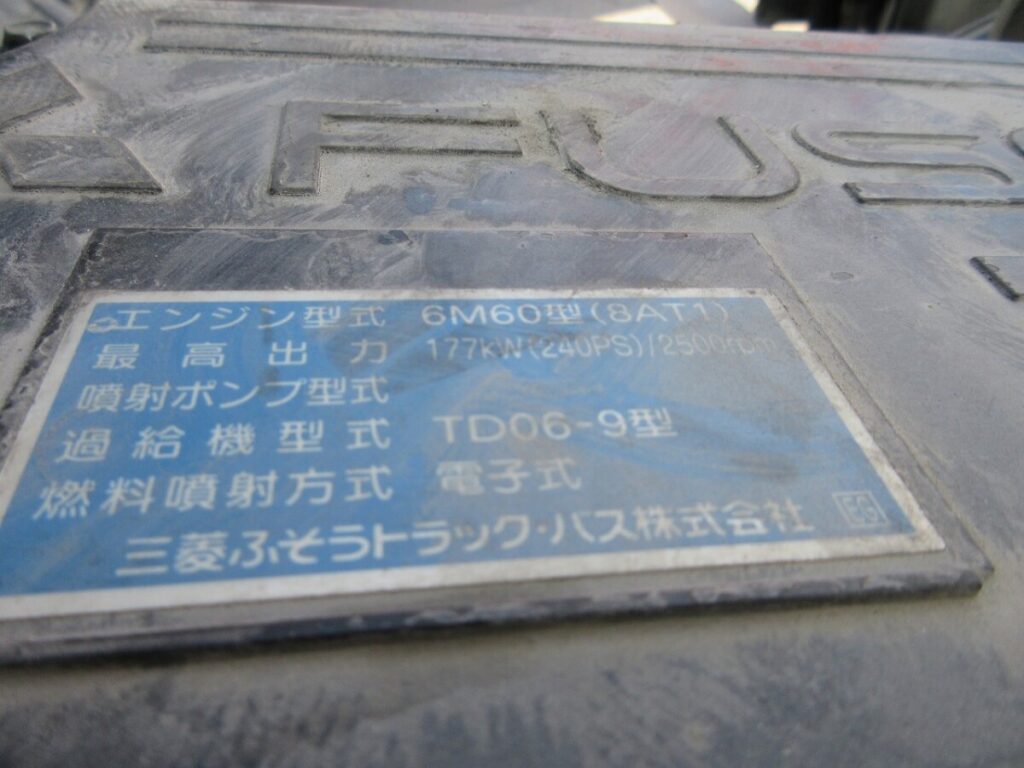 FUS
エンジン型式 6M60型(8AT1)
最高出力 177kW(240PS)/2500rpm
噴射ポンプ型式
過給機型式 TD06-9型
燃料噴射方式 電子式
三菱ふそうトラック・バス株式会社